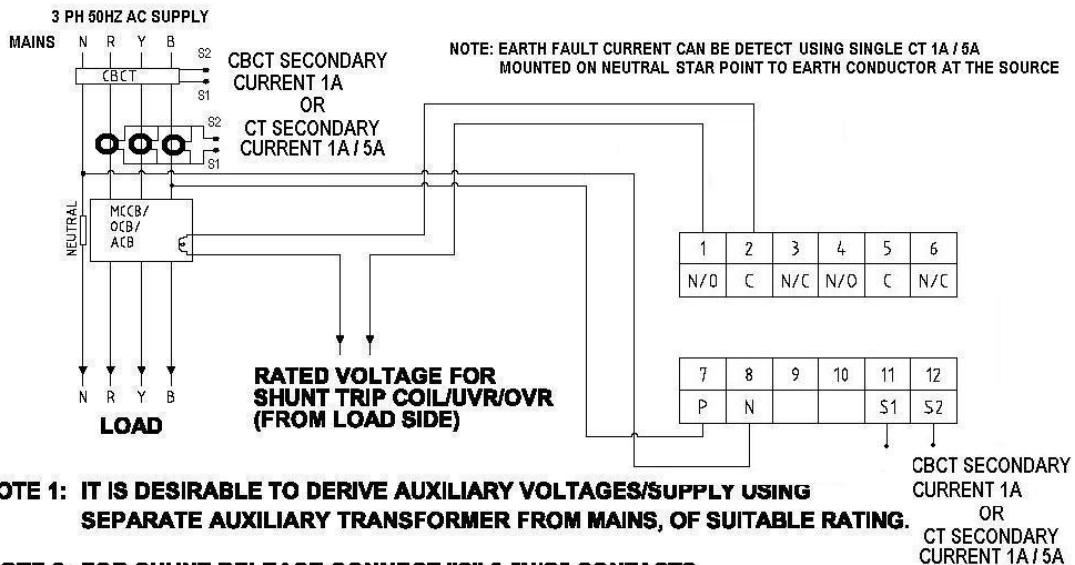 3 PH 50HZ AC SUPPLY
MAINS N R Y B
CBCT
S2
S1
CBCT SECONDARY
CURRENT 1A
OR
CT SECONDARY
CURRENT 1A / 5A
S2
S1
NOTE: EARTH FAULT CURRENT CAN BE DETECT USING SINGLE CT 1A / 5A
MOUNTED ON NEUTRAL STAR POINT TO EARTH CONDUCTOR AT THE SOURCE
NEUTRAL
MCCB/
OCB/
ACB
1 2 3 4 5 6
N/O C N/C N/O C N/C
N R Y B
LOAD
RATED VOLTAGE FOR
SHUNT TRIP COIL/UVR/OVR
(FROM LOAD SIDE)
7 8 9 10 11 12
P N S1 S2
CBCT SECONDARY
CURRENT 1A
OR
CT SECONDARY
CURRENT 1A / 5A
OTE 1: IT IS DESIRABLE TO DERIVE AUXILIARY VOLTAGES/SUPPLY USING
SEPARATE AUXILIARY TRANSFORMER FROM MAINS, OF SUITABLE RATING.